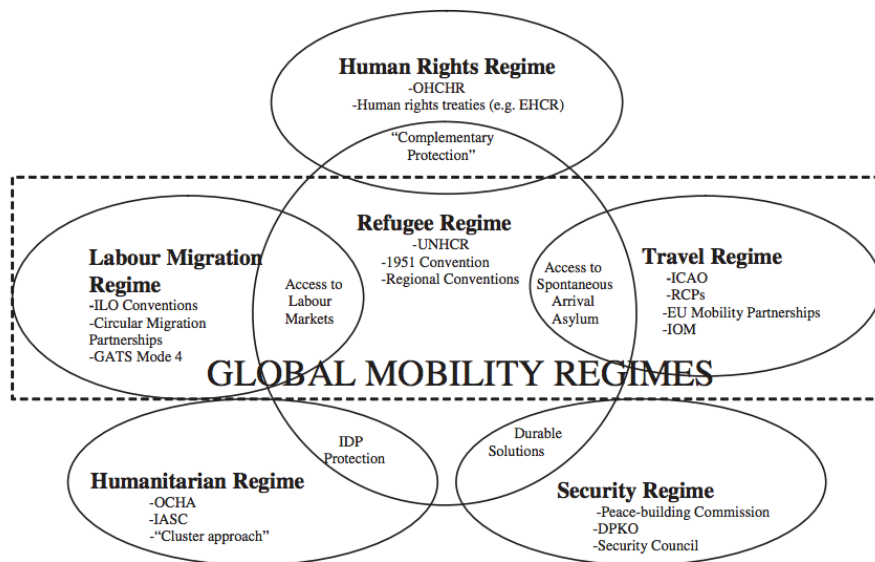 Human Rights Regime
-OHCHR
-Human rights treaties (e.g. EHCR)
“Complementary
Protection”
Refugee Regime
-UNHCR
-1951 Convention
-Regional Conventions
Labour Migration
Regime
-ILO Conventions
-Circular Migration
Partnerships
-GATS Mode 4
Access to
Labour
Markets
Access to
Spontaneous
Arrival
Asylum
Travel Regime
-ICAO
-RCPs
-EU Mobility Partnerships
-IOM
GLOBAL MOBILITY REGIMES
IDP
Protection
Durable
Solutions
Humanitarian Regime
-OCHA
-IASC
-“Cluster approach”
Security Regime
-Peace-building Commission
-DPKO
-Security Council